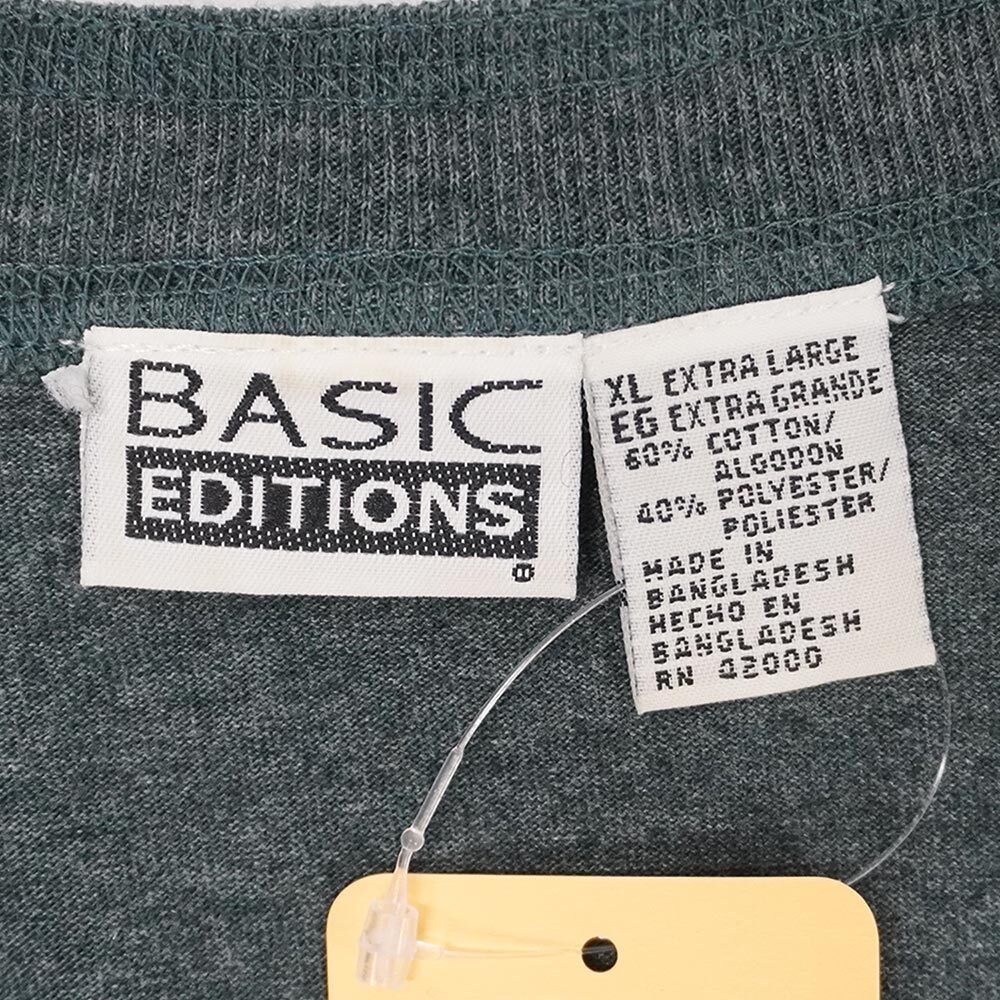 BASIC
EDITIONS®
XL EXTRA LARGE
EG EXTRA GRANDE
60% COTTON/
ALGODON
40% POLYESTER/
POLIESTER
MADE IN
BANGLADESH
HECHO EN
BANGLADESH
RN 42000